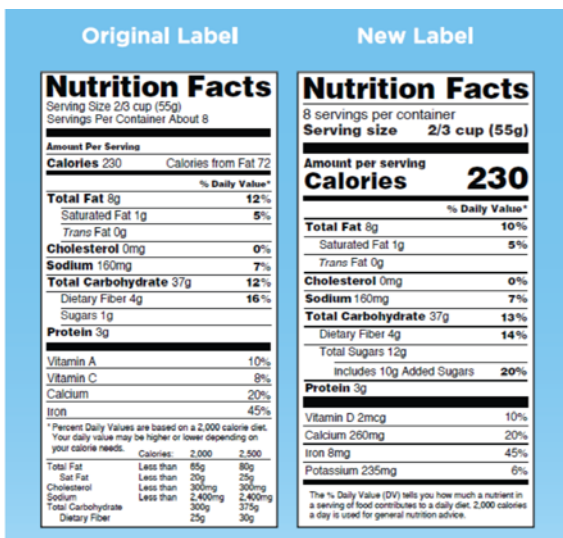 Original Label
Nutrition Facts
Serving Size 2/3 cup (55g)
Servings Per Container About 8
Amount Per Serving
Calories 230 Calories from Fat 72
% Daily Value*
Total Fat 8g 12%
Saturated Fat 1g 5%
Trans Fat 0g
Cholesterol 0mg 0%
Sodium 160mg 7%
Total Carbohydrate 37g 12%
Dietary Fiber 4g 16%
Sugars 1g
Protein 3g
Vitamin A 10%
Vitamin C 8%
Calcium 20%
Iron 45%
* Percent Daily Values are based on a 2,000 calorie diet.
Your daily value may be higher or lower depending on
your calorie needs.
Calories: 2,000 2,500
Total Fat Less than 65g 80g
Sat Fat Less than 20g 25g
Cholesterol Less than 300mg 300mg
Sodium Less than 2,400mg 2,400mg
Total Carbohydrate 300g 375g
Dietary Fiber 25g 30g
New Label
Nutrition Facts
8 servings per container
Serving size 2/3 cup (55g)
Amount per serving
Calories 230
% Daily Value*
Total Fat 8g 10%
Saturated Fat 1g 5%
Trans Fat 0g
Cholesterol 0mg 0%
Sodium 160mg 7%
Total Carbohydrate 37g 13%
Dietary Fiber 4g 14%
Total Sugars 12g
Includes 10g Added Sugars 20%
Protein 3g
Vitamin D 2mcg 10%
Calcium 260mg 20%
Iron 8mg 45%
Potassium 235mg 6%
The % Daily Value (DV) tells you how much a nutrient in
a serving of food contributes to a daily diet. 2,000 calories
a day is used for general nutrition advice.